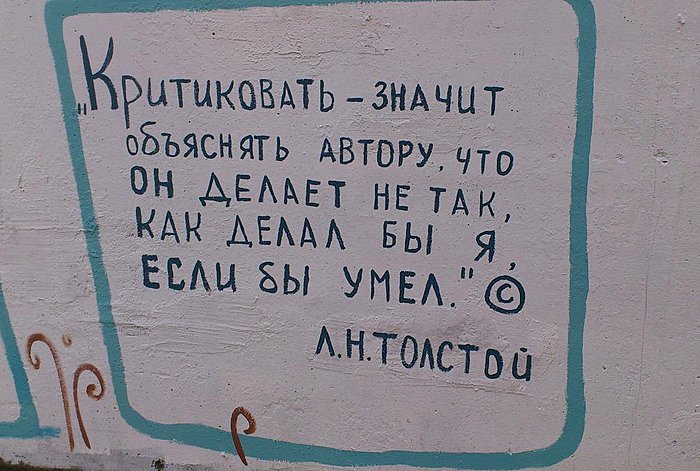 „Критиковать – значит
объяснять автору, что
он делает не так,
как делал бы я,
если бы умел." ©
Л.Н.Толстой